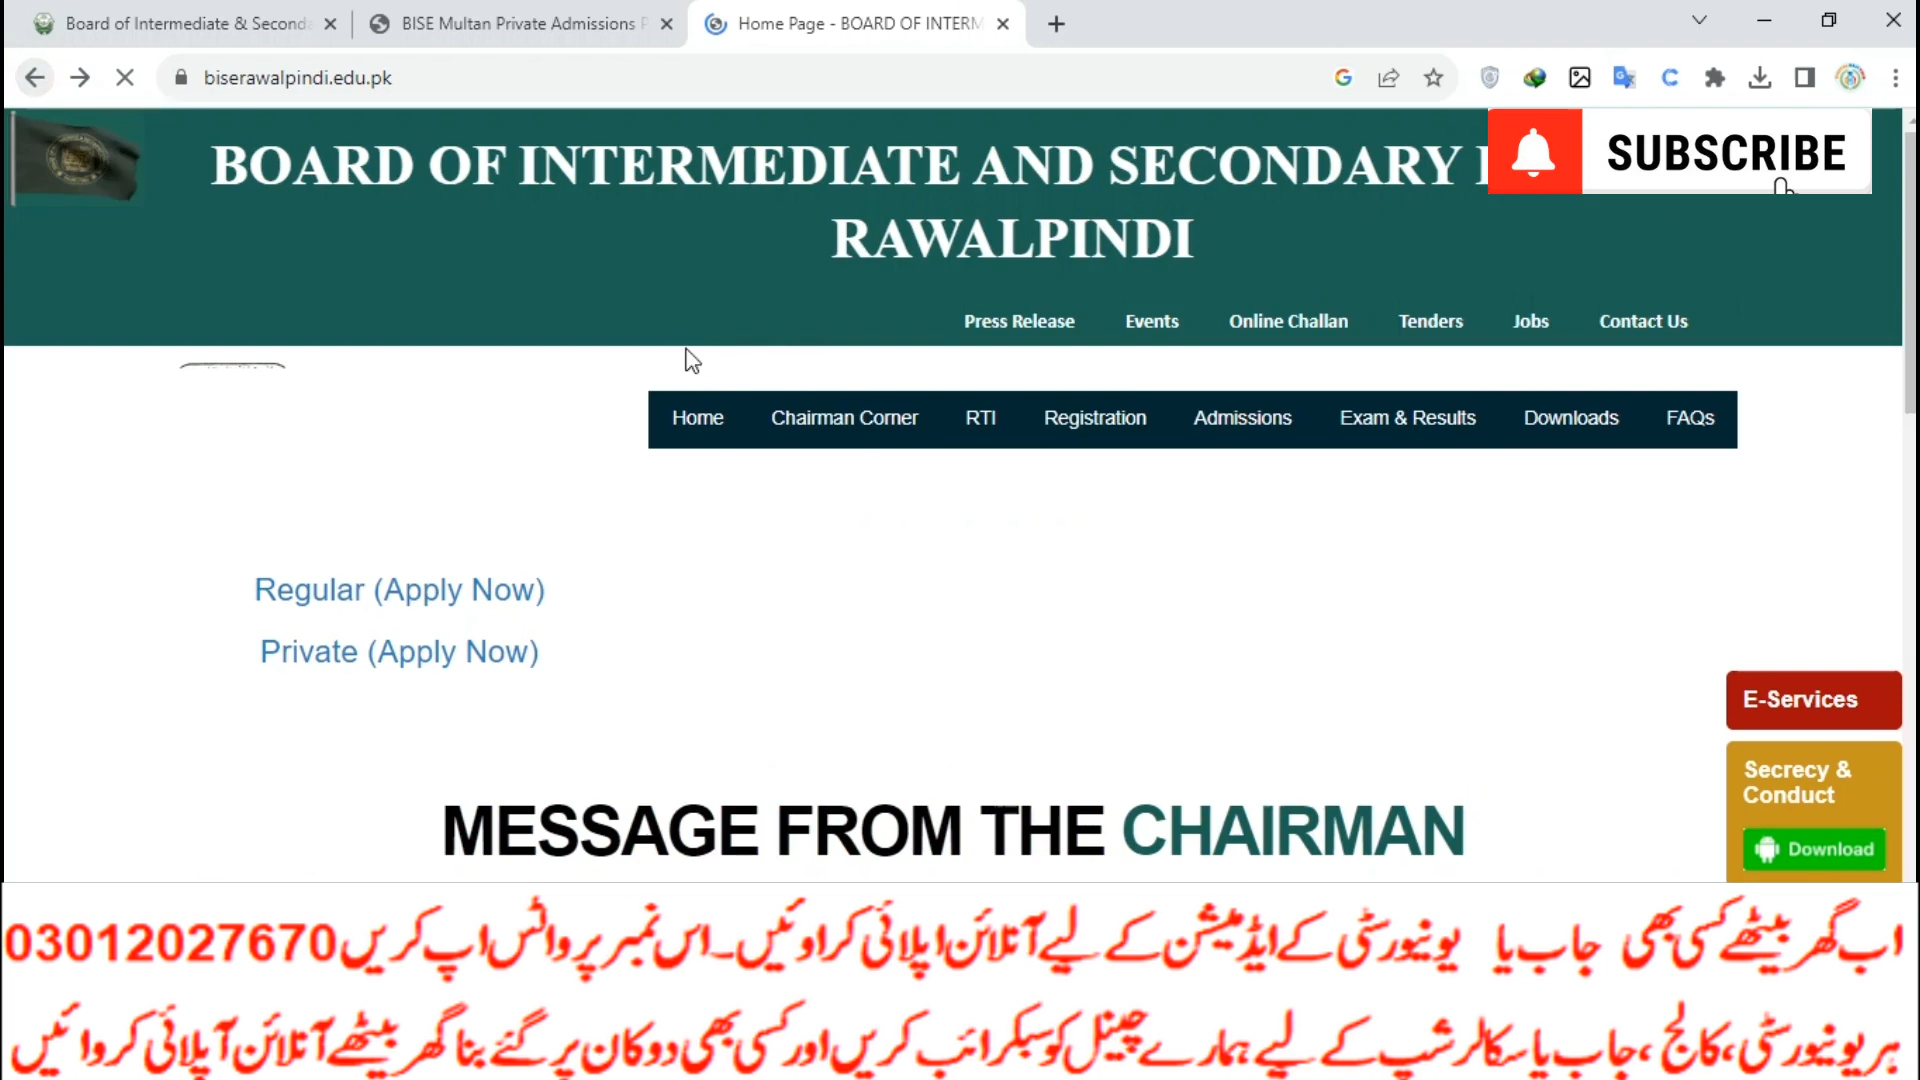 Board of Intermediate & Seconda
BISE Multan Private Admissions P
Home Page - BOARD OF INTERM
biserawalpindi.edu.pk
BOARD OF INTERMEDIATE AND SECONDARY
RAWALPINDI
SUBSCRIBE
Press Release Events Online Challan Tenders Jobs Contact Us
Home Chairman Corner RTI Registration Admissions Exam & Results Downloads FAQs
Regular (Apply Now)
Private (Apply Now)
E-Services
Secrecy &
Conduct
Download
MESSAGE FROM THE CHAIRMAN
اب گھر بیٹھے کسی بھی جاب یا یونیورسٹی کے ایڈمیشن کے لیے آنلائن اپلائی کراوئیں۔ اس نمبر پر واٹس اپ کریں 03012027670
ہر یونیورسٹی، کالج ، جاب یا سکالرشپ کے لیے ہمارے چینل کو سبکرائب کریں اور کسی بھی دوکان پر گئے بنا گھر بیٹھے آنلائن آپلائی کروائیں